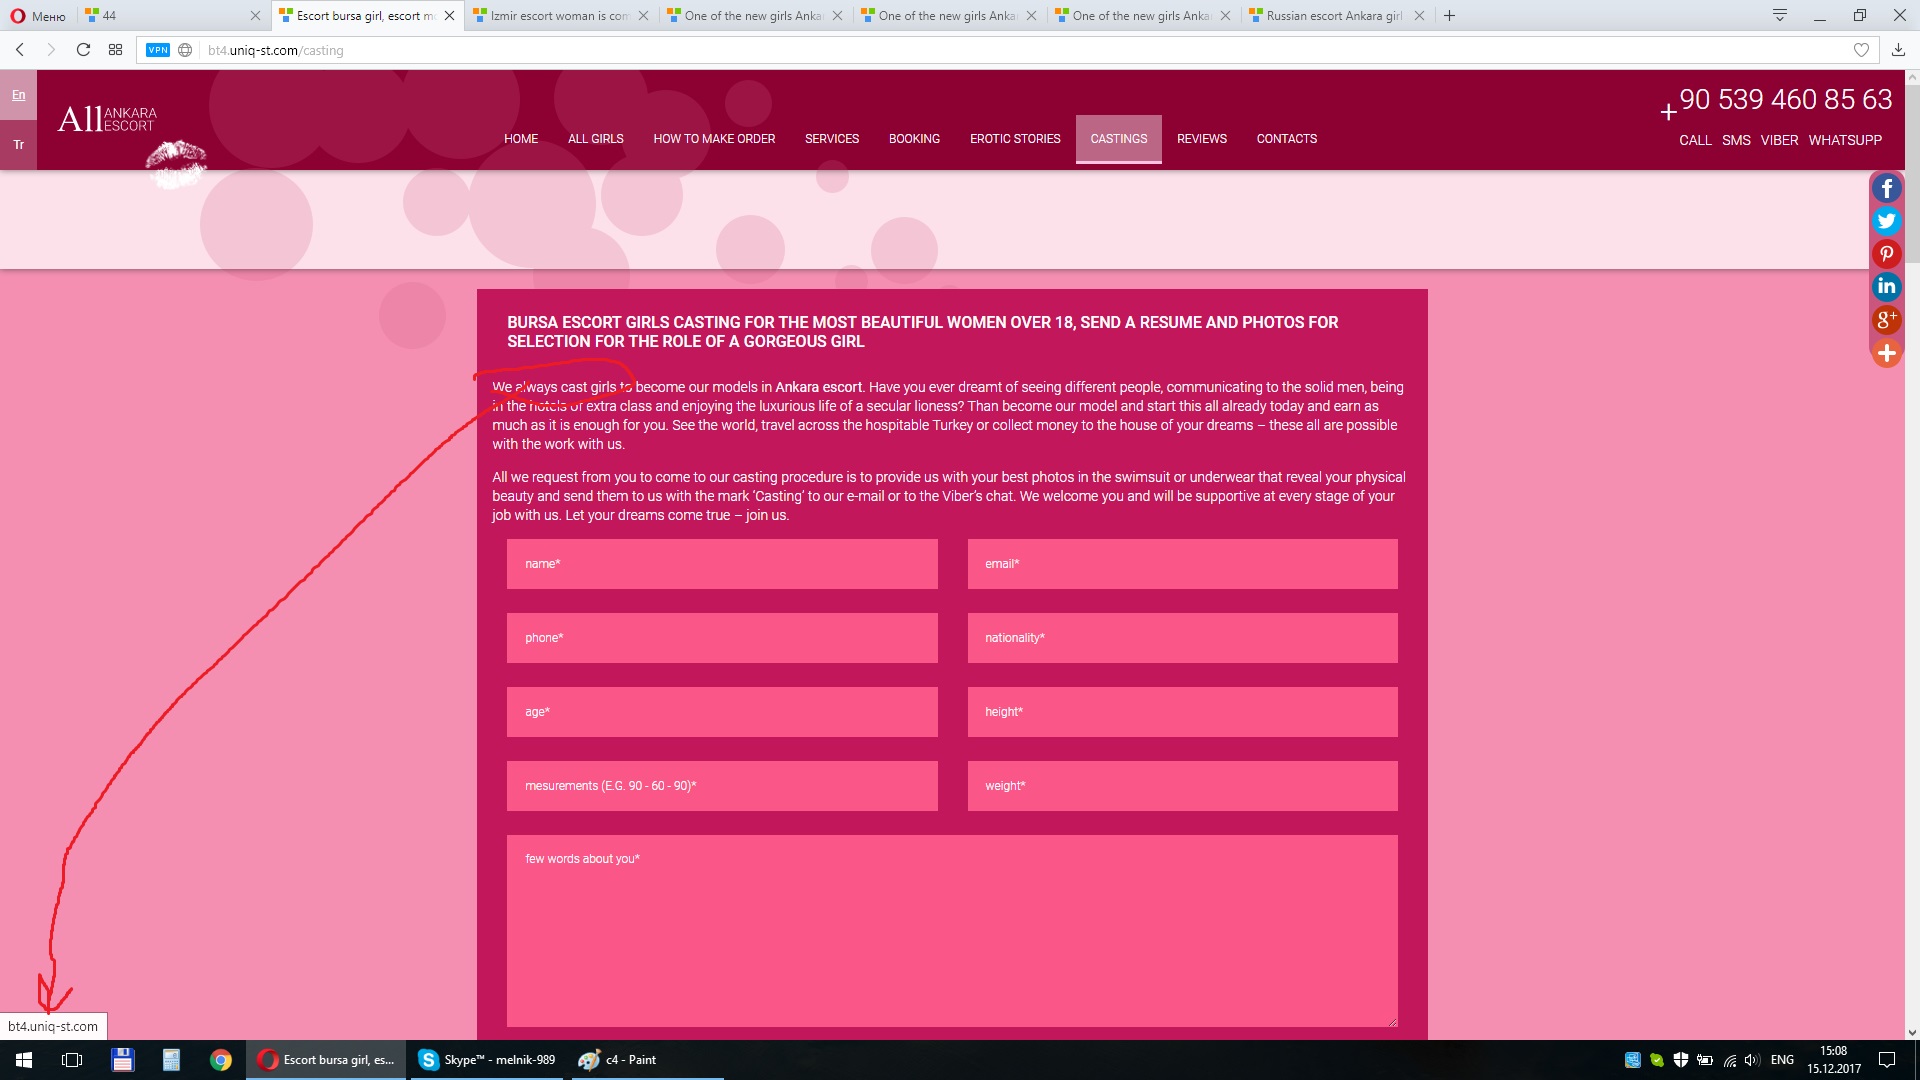 Меню
44
Escort bursa girl, escort mo
Izmir escort woman is com
One of the new girls Anka
One of the new girls Anka
One of the new girls Anka
Russian escort Ankara girl
VPN
bt4.uniq-st.com/casting
En
Tr
All ANKARA ESCORT
HOME
ALL GIRLS
HOW TO MAKE ORDER
SERVICES
BOOKING
EROTIC STORIES
CASTINGS
REVIEWS
CONTACTS
+90 539 460 85 63
CALL SMS VIBER WHATSUPP
BURSA ESCORT GIRLS CASTING FOR THE MOST BEAUTIFUL WOMEN OVER 18, SEND A RESUME AND PHOTOS FOR
SELECTION FOR THE ROLE OF A GORGEOUS GIRL
We always cast girls to become our models in Ankara escort. Have you ever dreamt of seeing different people, communicating to the solid men, being
in the hotels of extra class and enjoying the luxurious life of a secular lioness? Than become our model and start this all already today and earn as
much as it is enough for you. See the world, travel across the hospitable Turkey or collect money to the house of your dreams – these all are possible
with the work with us.
All we request from you to come to our casting procedure is to provide us with your best photos in the swimsuit or underwear that reveal your physical
beauty and send them to us with the mark ‘Casting’ to our e-mail or to the Viber’s chat. We welcome you and will be supportive at every stage of your
job with us. Let your dreams come true – join us.
name*
email*
phone*
nationality*
age*
height*
mesurements (E.G. 90 - 60 - 90)*
weight*
few words about you*
bt4.uniq-st.com
Escort bursa girl, es...
Skype™ - melnik-989
c4 - Paint
ENG
15:08
15.12.2017